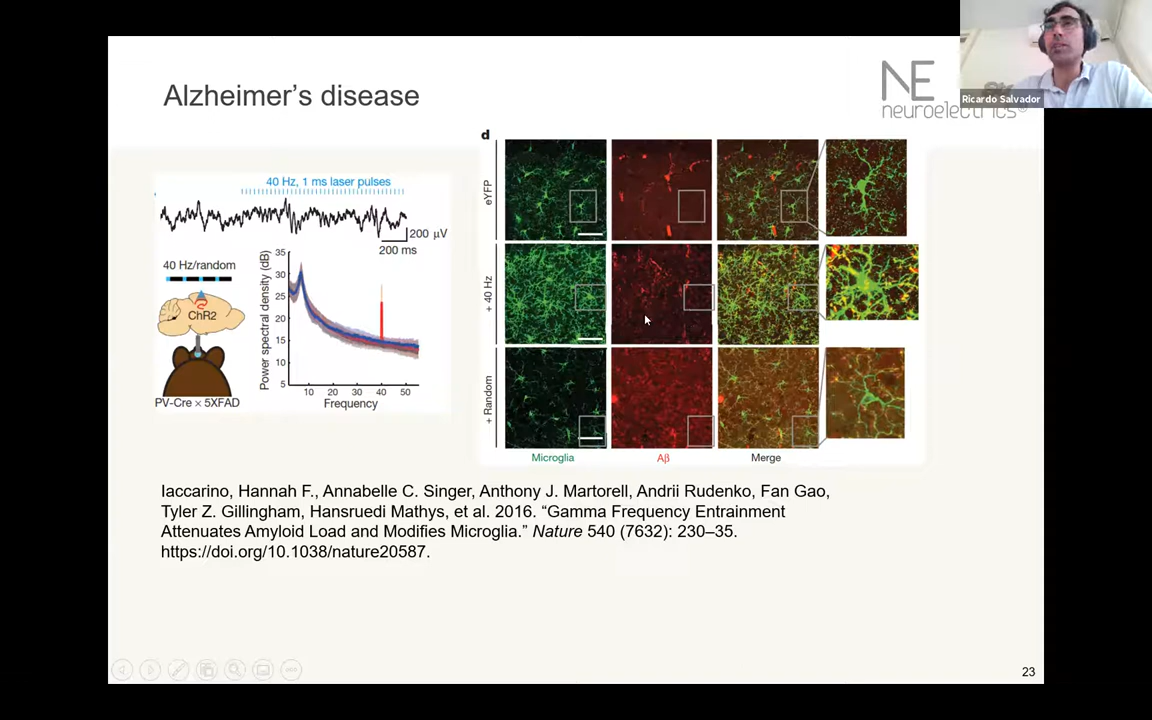 Alzheimer's disease
NE
neuroelectrics®
Ricardo Salvador
40 Hz, 1 ms laser pulses
200 μV
200 ms
40 Hz/random
ChR2
PV-Cre × 5XFAD
Power spectral density (dB)
35
30
25
20
15
10
5
10 20 30 40 50
Frequency
d
eYFP
+ 40 Hz
+ Random
Microglia
Aβ
Merge
Iaccarino, Hannah F., Annabelle C. Singer, Anthony J. Martorell, Andrii Rudenko, Fan Gao,
Tyler Z. Gillingham, Hansruedi Mathys, et al. 2016. “Gamma Frequency Entrainment
Attenuates Amyloid Load and Modifies Microglia.” Nature 540 (7632): 230–35.
https://doi.org/10.1038/nature20587.
23